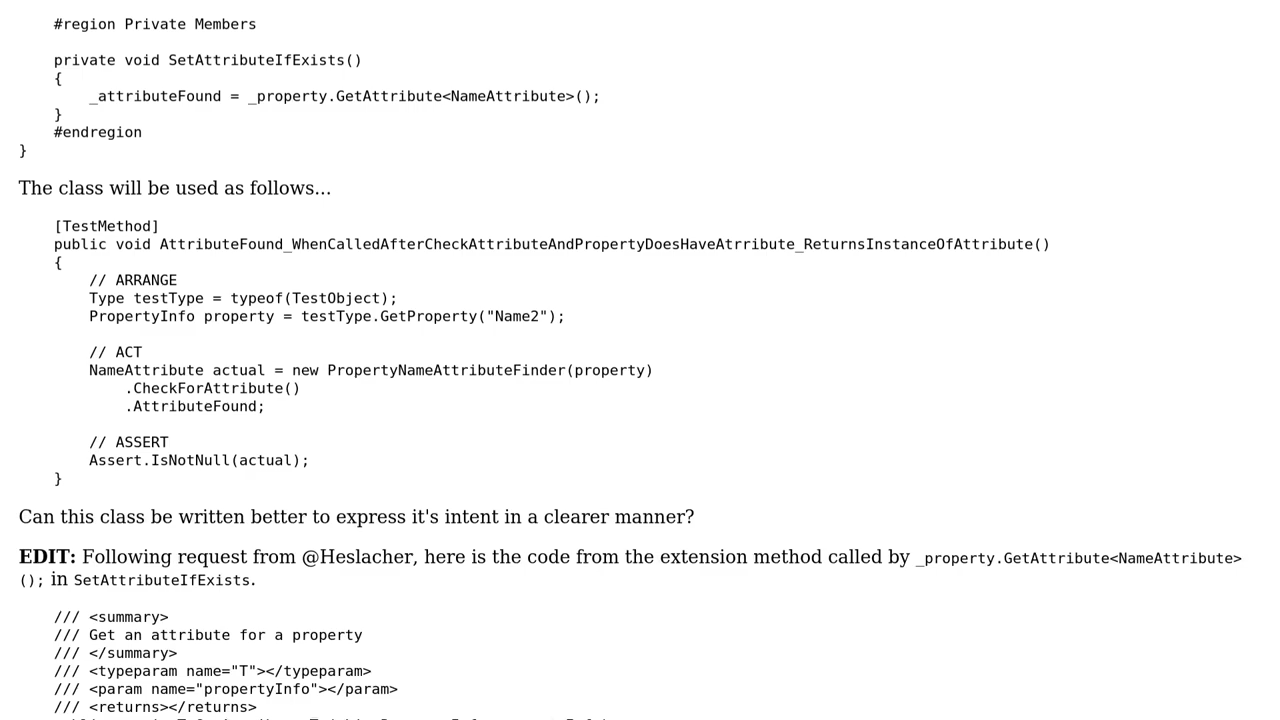 #region Private Members
private void SetAttributeIfExists()
{
_attributeFound = _property.GetAttribute<NameAttribute>();
}
#endregion
}
The class will be used as follows...
[TestMethod]
public void AttributeFound_WhenCalledAfterCheckAttributeAndPropertyDoesHaveAtrribute_ReturnsInstanceOfAttribute()
{
// ARRANGE
Type testType = typeof(TestObject);
PropertyInfo property = testType.GetProperty("Name2");
// ACT
NameAttribute actual = new PropertyNameAttributeFinder(property)
.CheckForAttribute()
.AttributeFound;
// ASSERT
Assert.IsNotNull(actual);
}
Can this class be written better to express it's intent in a clearer manner?
EDIT: Following request from @Heslacher, here is the code from the extension method called by _property.GetAttribute<NameAttribute>
(); in SetAttributeIfExists.
/// <summary>
/// Get an attribute for a property
/// </summary>
/// <typeparam name="T"></typeparam>
/// <param name="propertyInfo"></param>
/// <returns></returns>